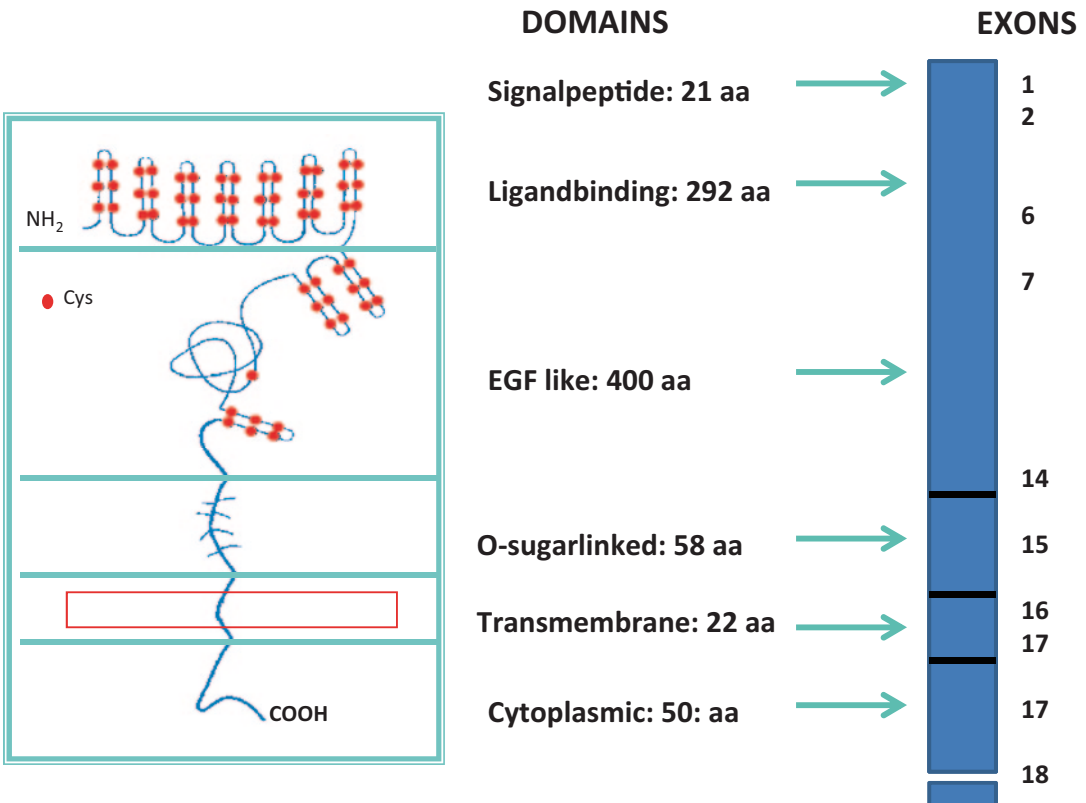 DOMAINS
EXONS
Signalpeptide: 21 aa
1
2
Ligandbinding: 292 aa
NH2
6
7
Cys
EGF like: 400 aa
14
O-sugarlinked: 58 aa
15
16
Transmembrane: 22 aa
17
COOH
Cytoplasmic: 50: aa
17
18